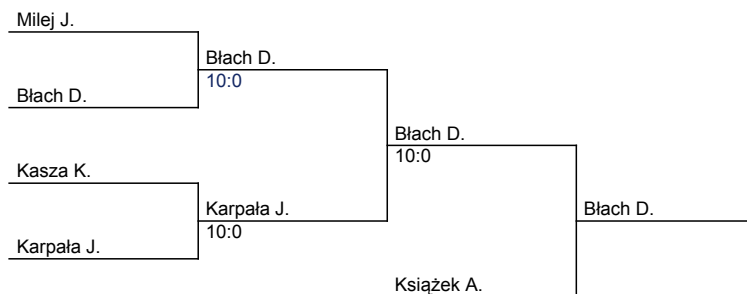 Milej J.
Błach D.
10:0
Błach D.
Błach D.
10:0
Kasza K.
Karpała J.
10:0
Błach D.
Karpała J.
Książek A.